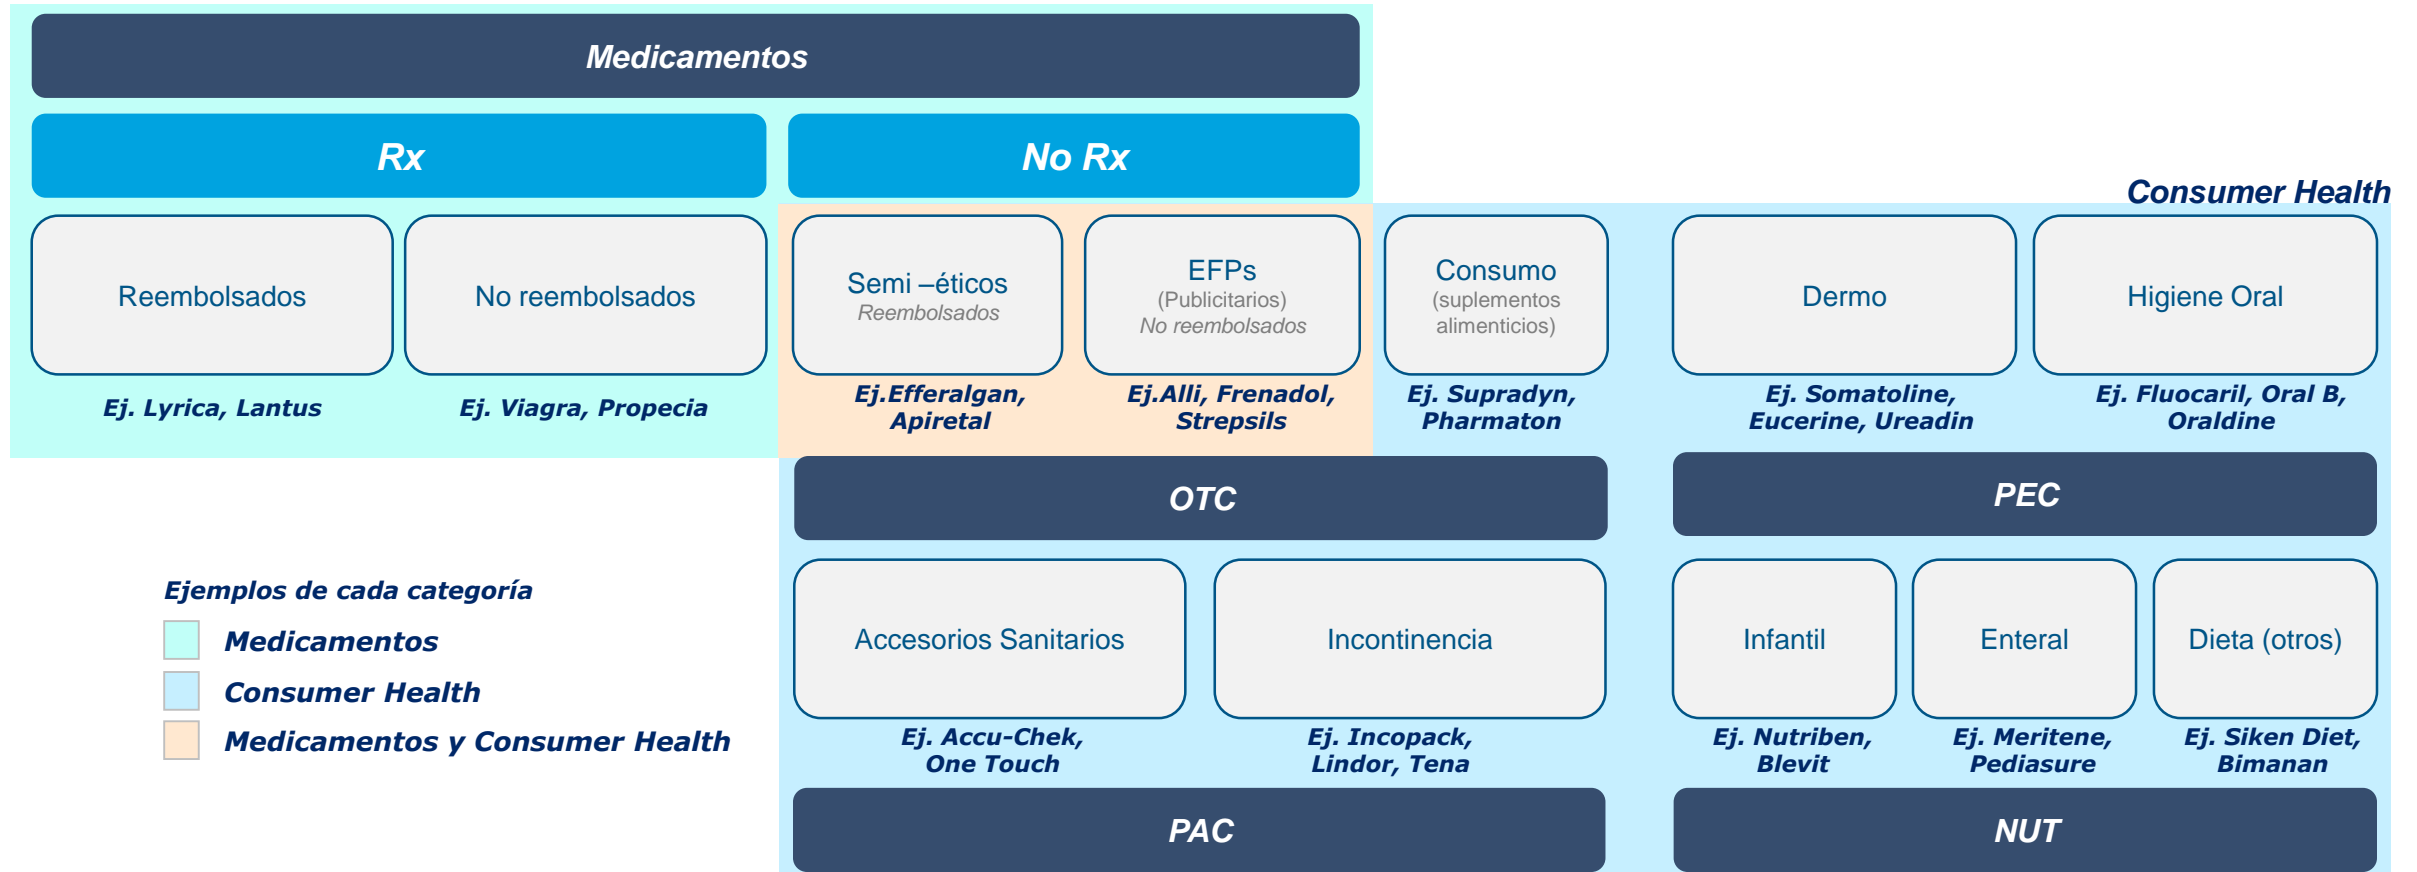 Medicamentos
Rx
No Rx
Consumer Health
Reembolsados
No reembolsados
Semi –éticos
Reembolsados
EFPs
(Publicitarios)
No reembolsados
Consumo
(suplementos
alimenticios)
Dermo
Higiene Oral
Ej. Lyrica, Lantus
Ej. Viagra, Propecia
Ej.Efferalgan,
Apiretal
Ej.Alli, Frenadol,
Strepsils
Ej. Supradyn,
Pharmaton
Ej. Somatoline,
Eucerine, Ureadin
Ej. Fluocaril, Oral B,
Oraldine
OTC
PEC
Ejemplos de cada categoría
Medicamentos
Consumer Health
Medicamentos y Consumer Health
Accesorios Sanitarios
Incontinencia
Infantil
Enteral
Dieta (otros)
Ej. Accu-Chek,
One Touch
Ej. Incopack,
Lindor, Tena
Ej. Nutriben,
Blevit
Ej. Meritene,
Pediasure
Ej. Siken Diet,
Bimanan
PAC
NUT